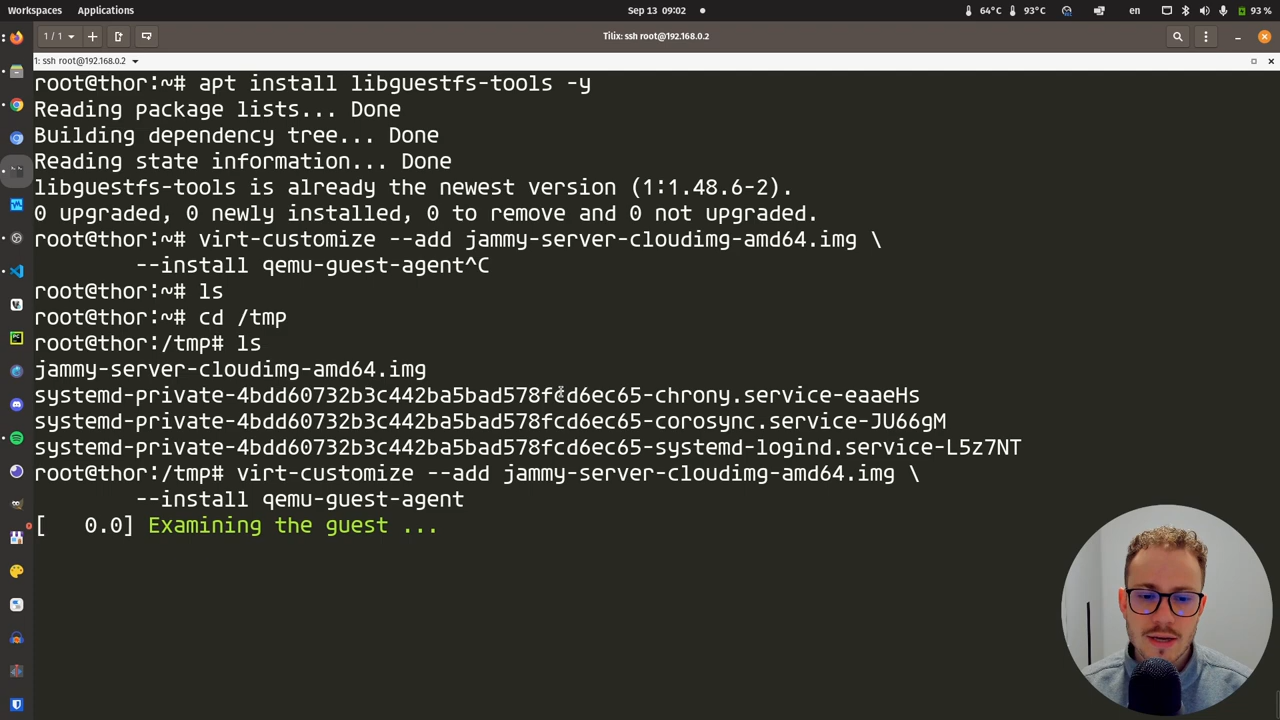 Workspaces Applications Sep 13 09:02 64°C 93°C en 93 %
1 / 1 Tilix: ssh root@192.168.0.2
1: ssh root@192.168.0.2
root@thor:~# apt install libguestfs-tools -y
Reading package lists... Done
Building dependency tree... Done
Reading state information... Done
libguestfs-tools is already the newest version (1:1.48.6-2).
0 upgraded, 0 newly installed, 0 to remove and 0 not upgraded.
root@thor:~# virt-customize --add jammy-server-cloudimg-amd64.img \
--install qemu-guest-agent^C
root@thor:~# ls
root@thor:~# cd /tmp
root@thor:/tmp# ls
jammy-server-cloudimg-amd64.img
systemd-private-4bdd60732b3c442ba5bad578fcd6ec65-chrony.service-eaaeHs
systemd-private-4bdd60732b3c442ba5bad578fcd6ec65-corosync.service-JU66gM
systemd-private-4bdd60732b3c442ba5bad578fcd6ec65-systemd-logind.service-L5z7NT
root@thor:/tmp# virt-customize --add jammy-server-cloudimg-amd64.img \
--install qemu-guest-agent
[ 0.0] Examining the guest ...